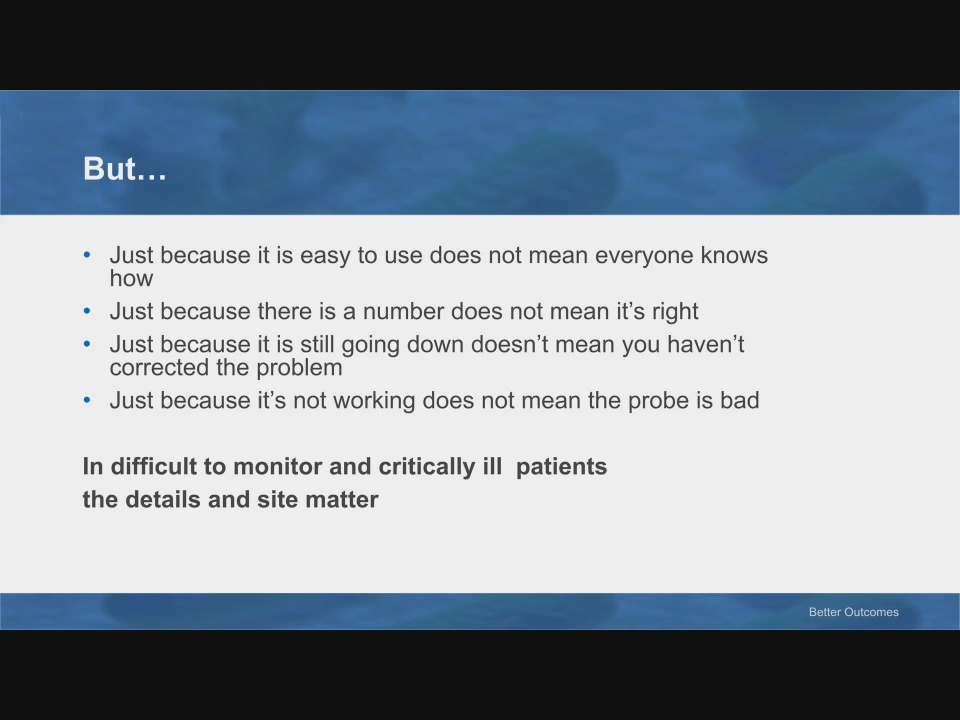 But…
• Just because it is easy to use does not mean everyone knows
how
• Just because there is a number does not mean it’s right
• Just because it is still going down doesn’t mean you haven’t
corrected the problem
• Just because it’s not working does not mean the probe is bad
In difficult to monitor and critically ill  patients
the details and site matter
Better Outcomes